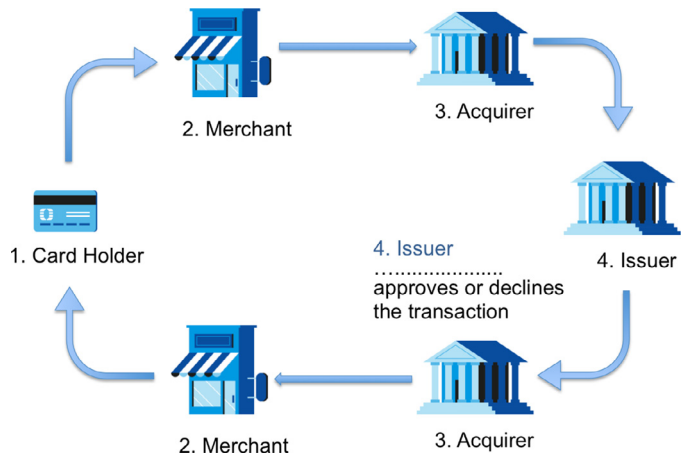 2. Merchant
3. Acquirer
1. Card Holder
4. Issuer
…...................
approves or declines
the transaction
4. Issuer
2. Merchant
3. Acquirer